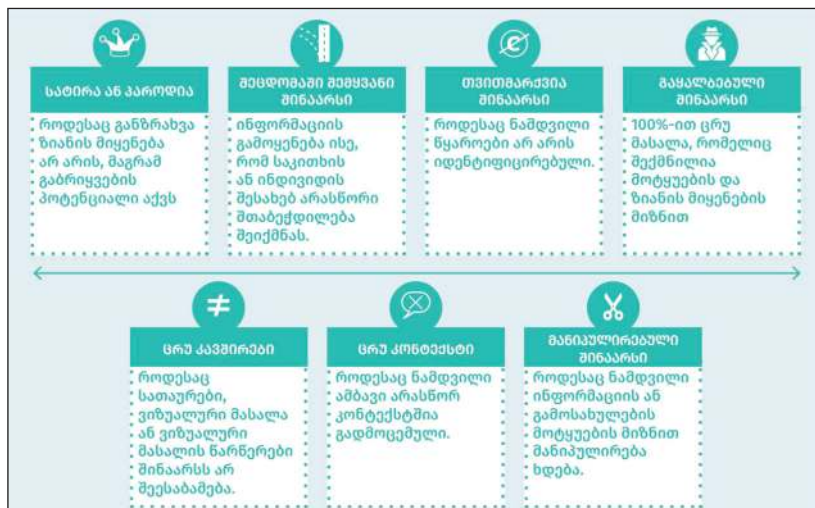 სატირა ან პაროდია
როდესაც განზრახვა
ზიანის მიყენება
არ არის, მაგრამ
გაბრიყვების
პოტენციალი აქვს
შეცდომაში შემყვანი
შინაარსი
ინფორმაციის
გამოყენება ისე,
რომ საკითხის
ან ინდივიდის
შესახებ არასწორი
შთაბეჭდილება
შეიქმნას.
თვითმარქვია
შინაარსი
როდესაც ნამდვილი
წყაროები არ არის
იდენტიფიცირებული.
გაყალბებული
შინაარსი
100%-ით ცრუ
მასალა, რომელიც
შექმნილია
მოტყუების და
ზიანის მიყენების
მიზნით
ცრუ კავშირები
როდესაც
სათაურები,
ვიზუალური მასალა
ან ვიზუალური
მასალის წარწერები
შინაარსს არ
შეესაბამება.
ცრუ კონტექსტი
როდესაც ნამდვილი
ამბავი არასწორ
კონტექსტშია
გადმოცემული.
მანიპულირებული
შინაარსი
როდესაც ნამდვილი
ინფორმაციის ან
გამოსახულების
მოტყუების მიზნით
მანიპულირება
ხდება.